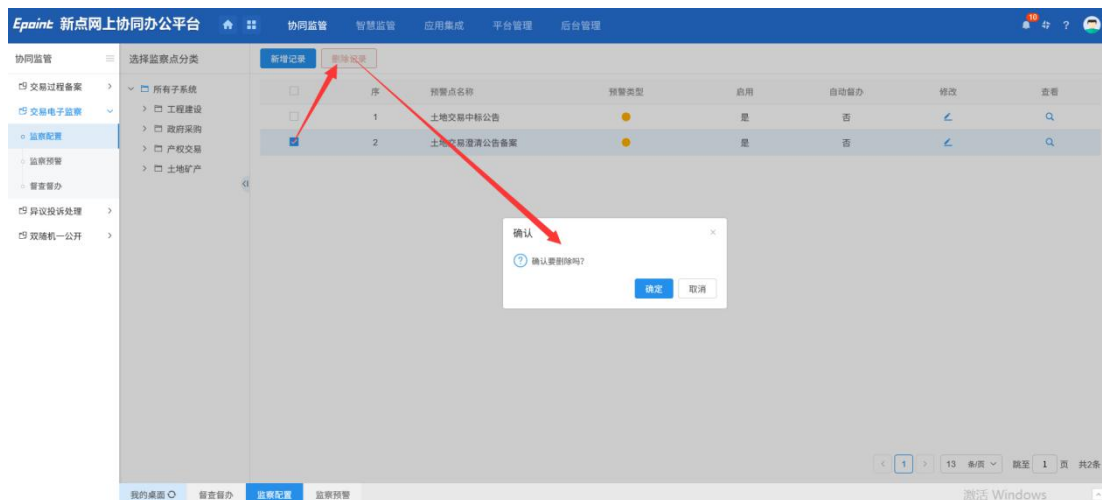 Epoint 新点网上协同办公平台 协同监管 智慧监管 应用集成 平台管理 后台管理 10 ?
协同监管 选择监察点分类 新增记录 删除记录
交易过程备案
交易电子监察
监察配置
监察预警
督查督办
异议投诉处理
双随机一公开
所有子系统
工程建设
政府采购
产权交易
土地矿产
序 预警点名称 预警类型 启用 自动督办 修改 查看
1 土地交易中标公告 是 否
2 土地交易澄清公告备案 是 否
确认 ×
? 确认要删除吗?
确定 取消
< 1 > 13 条/页 跳至 1 页 共2条
我的桌面 督查督办 监察配置 监察预警
激活 Windows